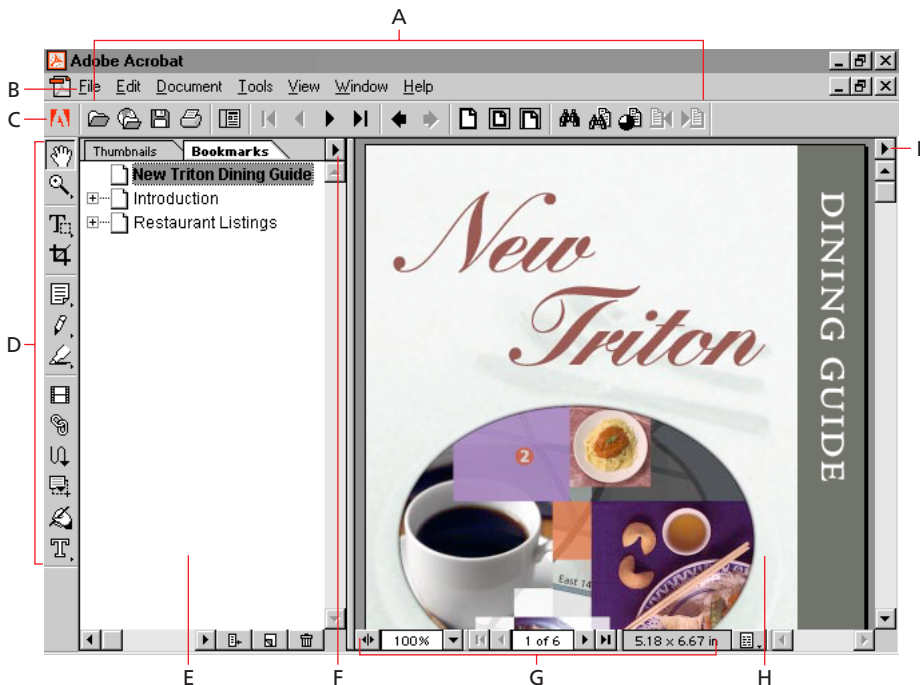 A
Adobe Acrobat
B
File Edit Document Tools View Window Help
C
I
Thumbnails Bookmarks
New Triton Dining Guide
Introduction
Restaurant Listings
D
New
Triton
DINING GUIDE
2
East 14
100%
1 of 6
5.18 x 6.67 in
E
F
G
H